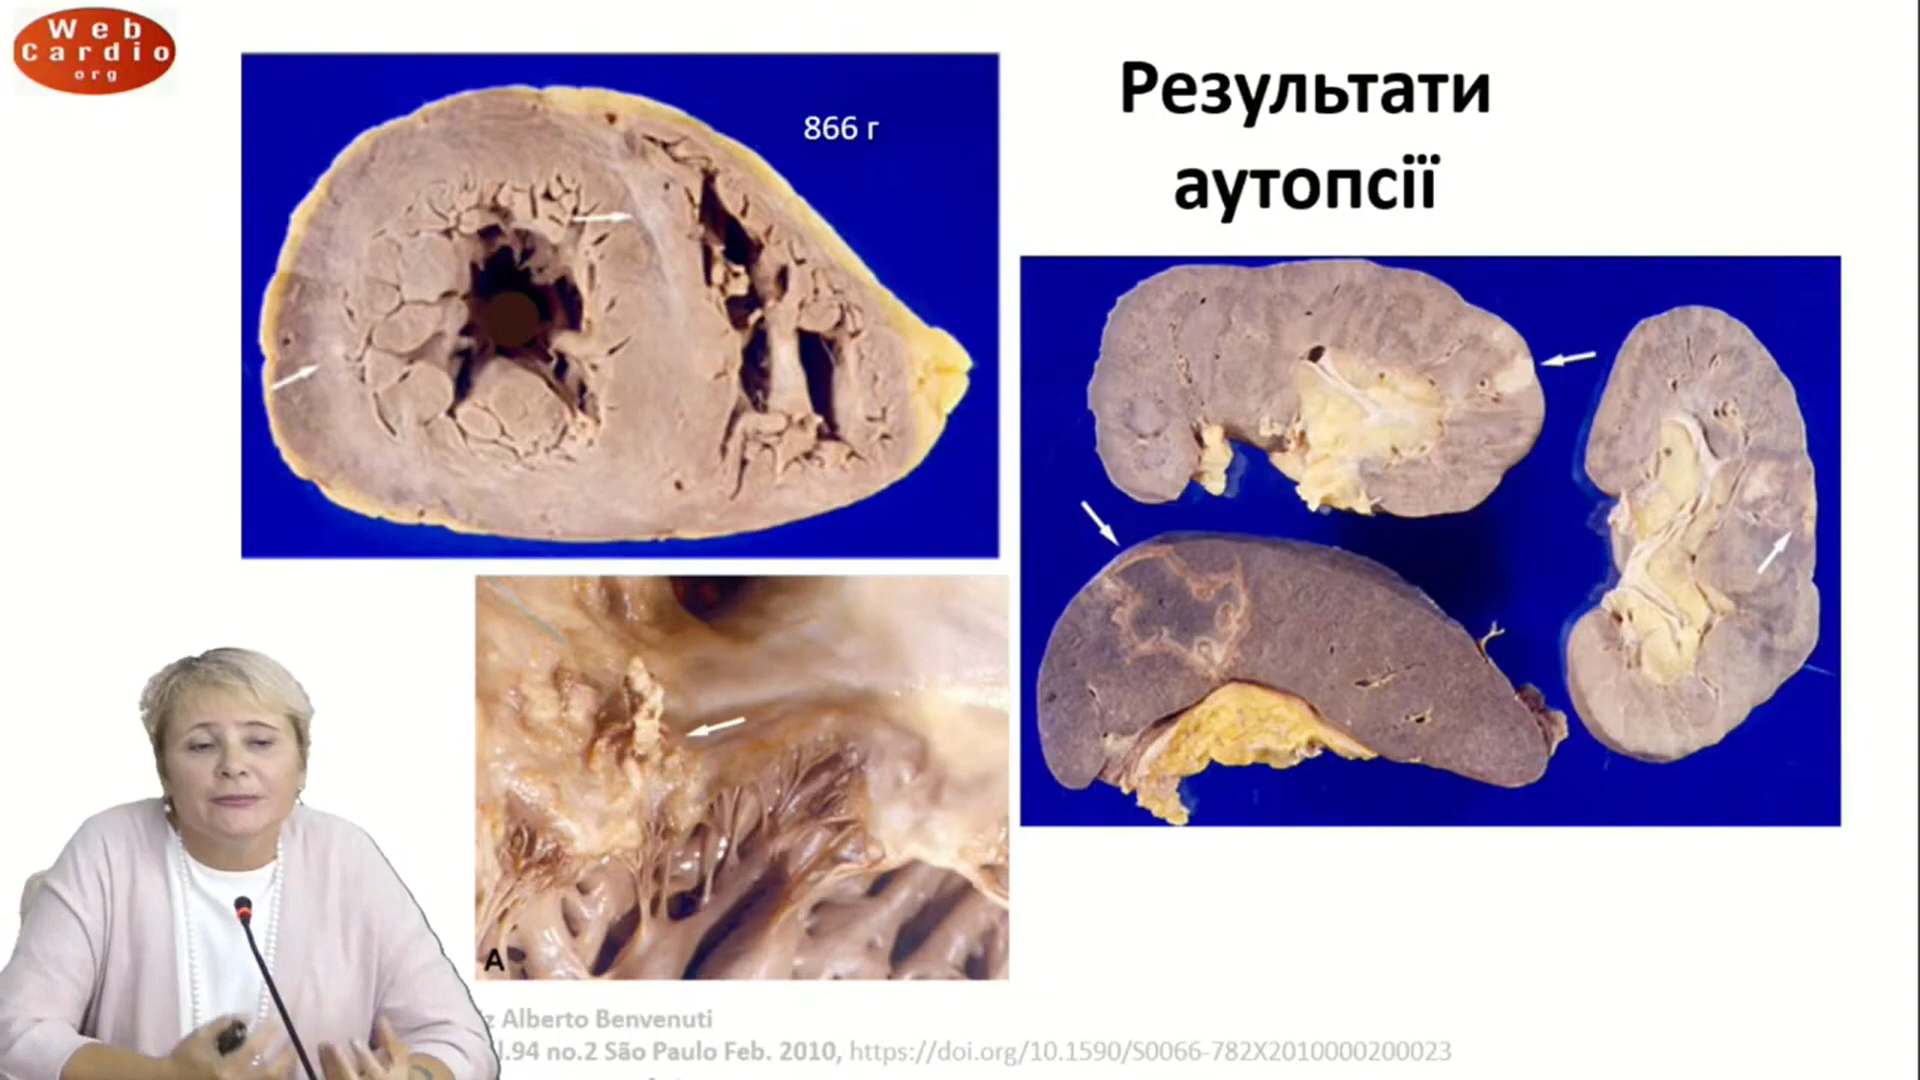 Web
Cardio
org
866 г
Результати
аутопсії
A
z Alberto Benvenuti
l.94 no.2 São Paulo Feb. 2010, https://doi.org/10.1590/S0066-782X2010000200023